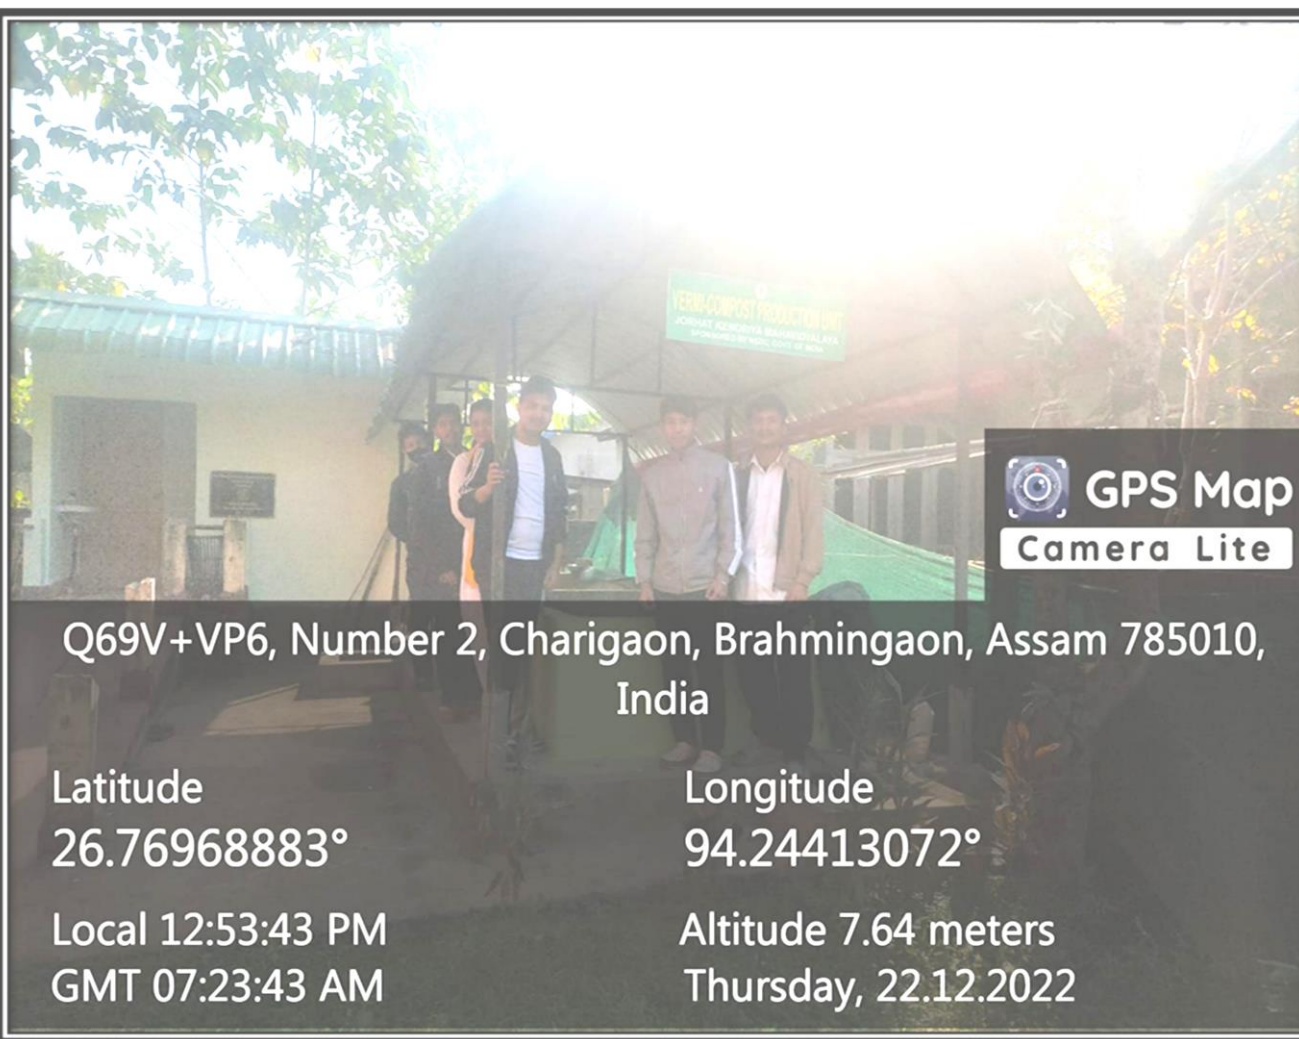 VERMI-COMPOST PRODUCTION UNIT
JORHAT KENDRIYA MAHAVIDYALAYA
GPS Map
Camera Lite
Q69V+VP6, Number 2, Charigaon, Brahmingaon, Assam 785010,
India
Latitude
26.76968883°
Longitude
94.24413072°
Local 12:53:43 PM
GMT 07:23:43 AM
Altitude 7.64 meters
Thursday, 22.12.2022